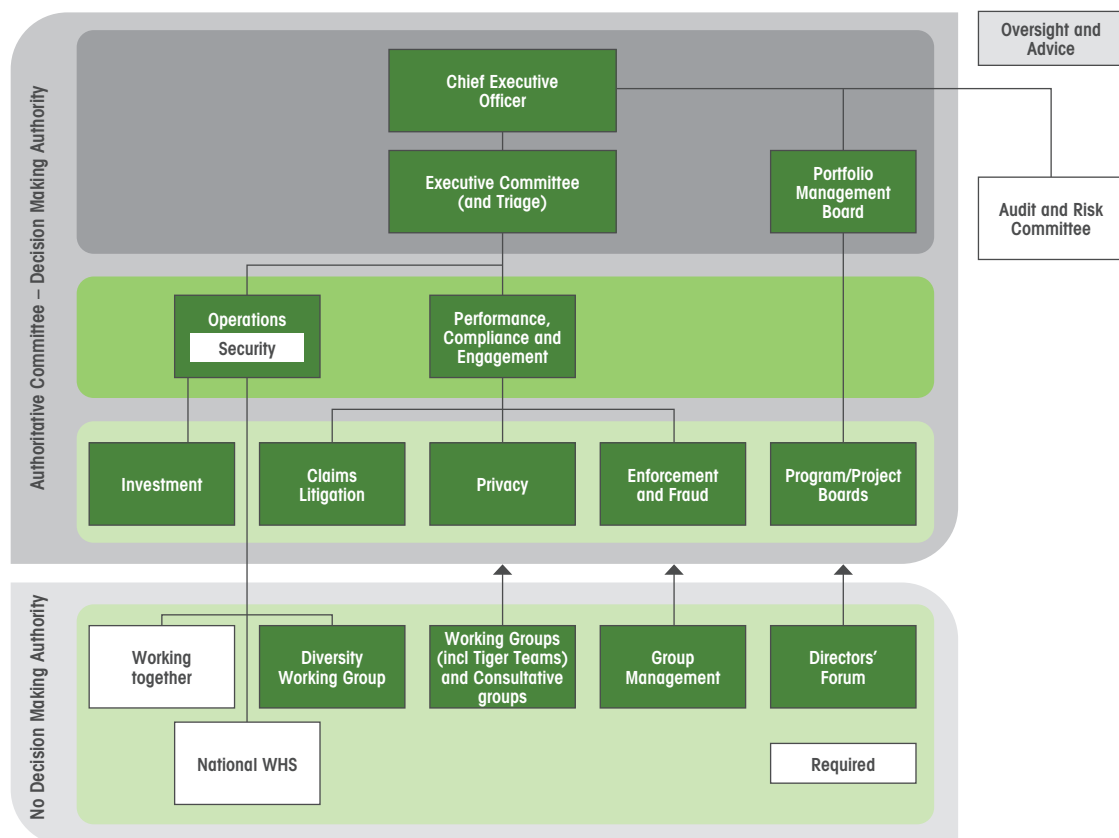 Oversight and
Advice
Authoritative Committee – Decision Making Authority
Chief Executive
Officer
Executive Committee
(and Triage)
Portfolio
Management
Board
Audit and Risk
Committee
Operations
Security
Performance,
Compliance and
Engagement
Investment
Claims
Litigation
Privacy
Enforcement
and Fraud
Program/Project
Boards
No Decision Making Authority
Working
together
Diversity
Working Group
Working Groups
(incl Tiger Teams)
and Consultative
groups
Group
Management
Directors’
Forum
National WHS
Required